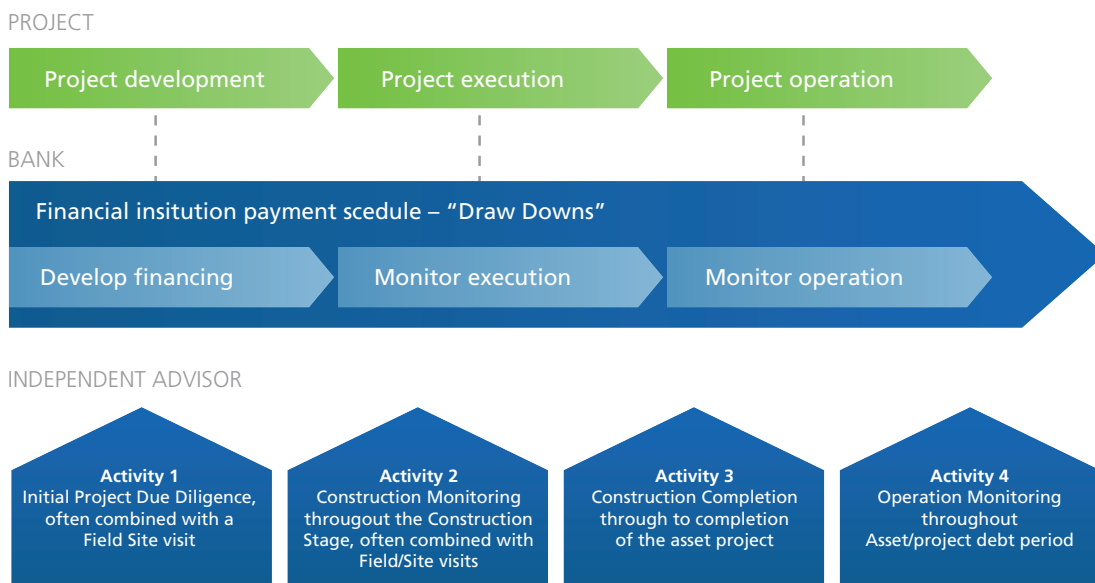 PROJECT
Project development
Project execution
Project operation
BANK
Financial insitution payment scedule – “Draw Downs”
Develop financing
Monitor execution
Monitor operation
INDEPENDENT ADVISOR
Activity 1
Initial Project Due Diligence,
often combined with a
Field Site visit
Activity 2
Construction Monitoring
througout the Construction
Stage, often combined with
Field/Site visits
Activity 3
Construction Completion
through to completion
of the asset project
Activity 4
Operation Monitoring
throughout
Asset/project debt period